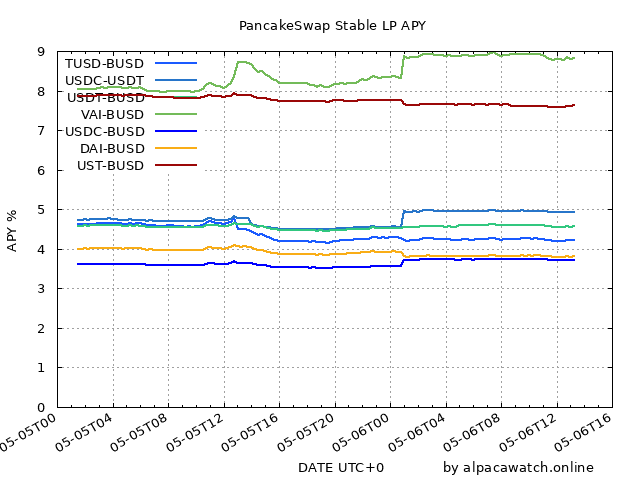 PancakeSwap Stable LP APY
9
8
7
6
5
4
3
2
1
0
APY %
TUSD-BUSD
USDC-USDT
USDT-BUSD
VAI-BUSD
USDC-BUSD
DAI-BUSD
UST-BUSD
05-05T00
05-05T04
05-05T08
05-05T12
05-05T16
05-05T20
05-06T00
05-06T04
05-06T08
05-06T12
05-06T16
DATE UTC+0
by alpacawatch.online